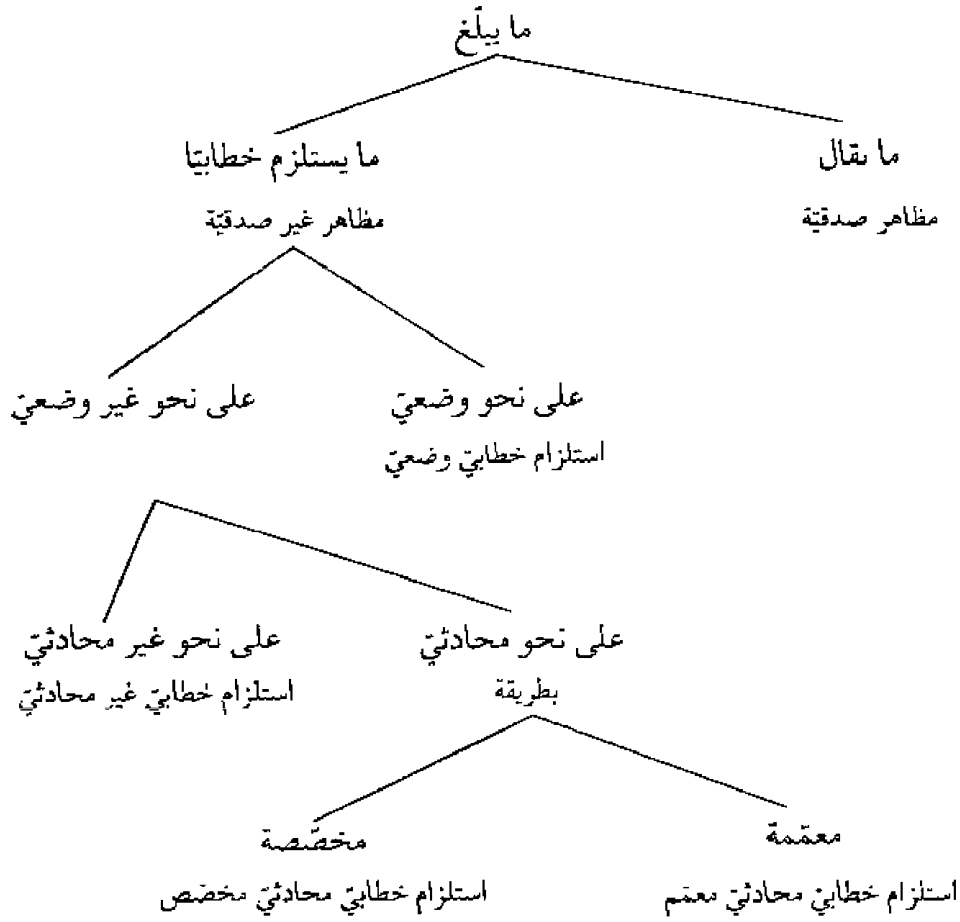 ما يبلّغ
ما يقال
ما يستلزم خطابيّا
مظاهر صدقيّة
مظاهر غير صدقيّة
على نحو وضعيّ
على نحو غير وضعيّ
استلزام خطابيّ وضعيّ
على نحو محادثيّ
على نحو غير محادثيّ
بطريقة
استلزام خطابيّ غير محادثيّ
معمّمة
مخصّصة
استلزام خطابيّ محادثيّ معمّم
استلزام خطابيّ محادثيّ مخصّص